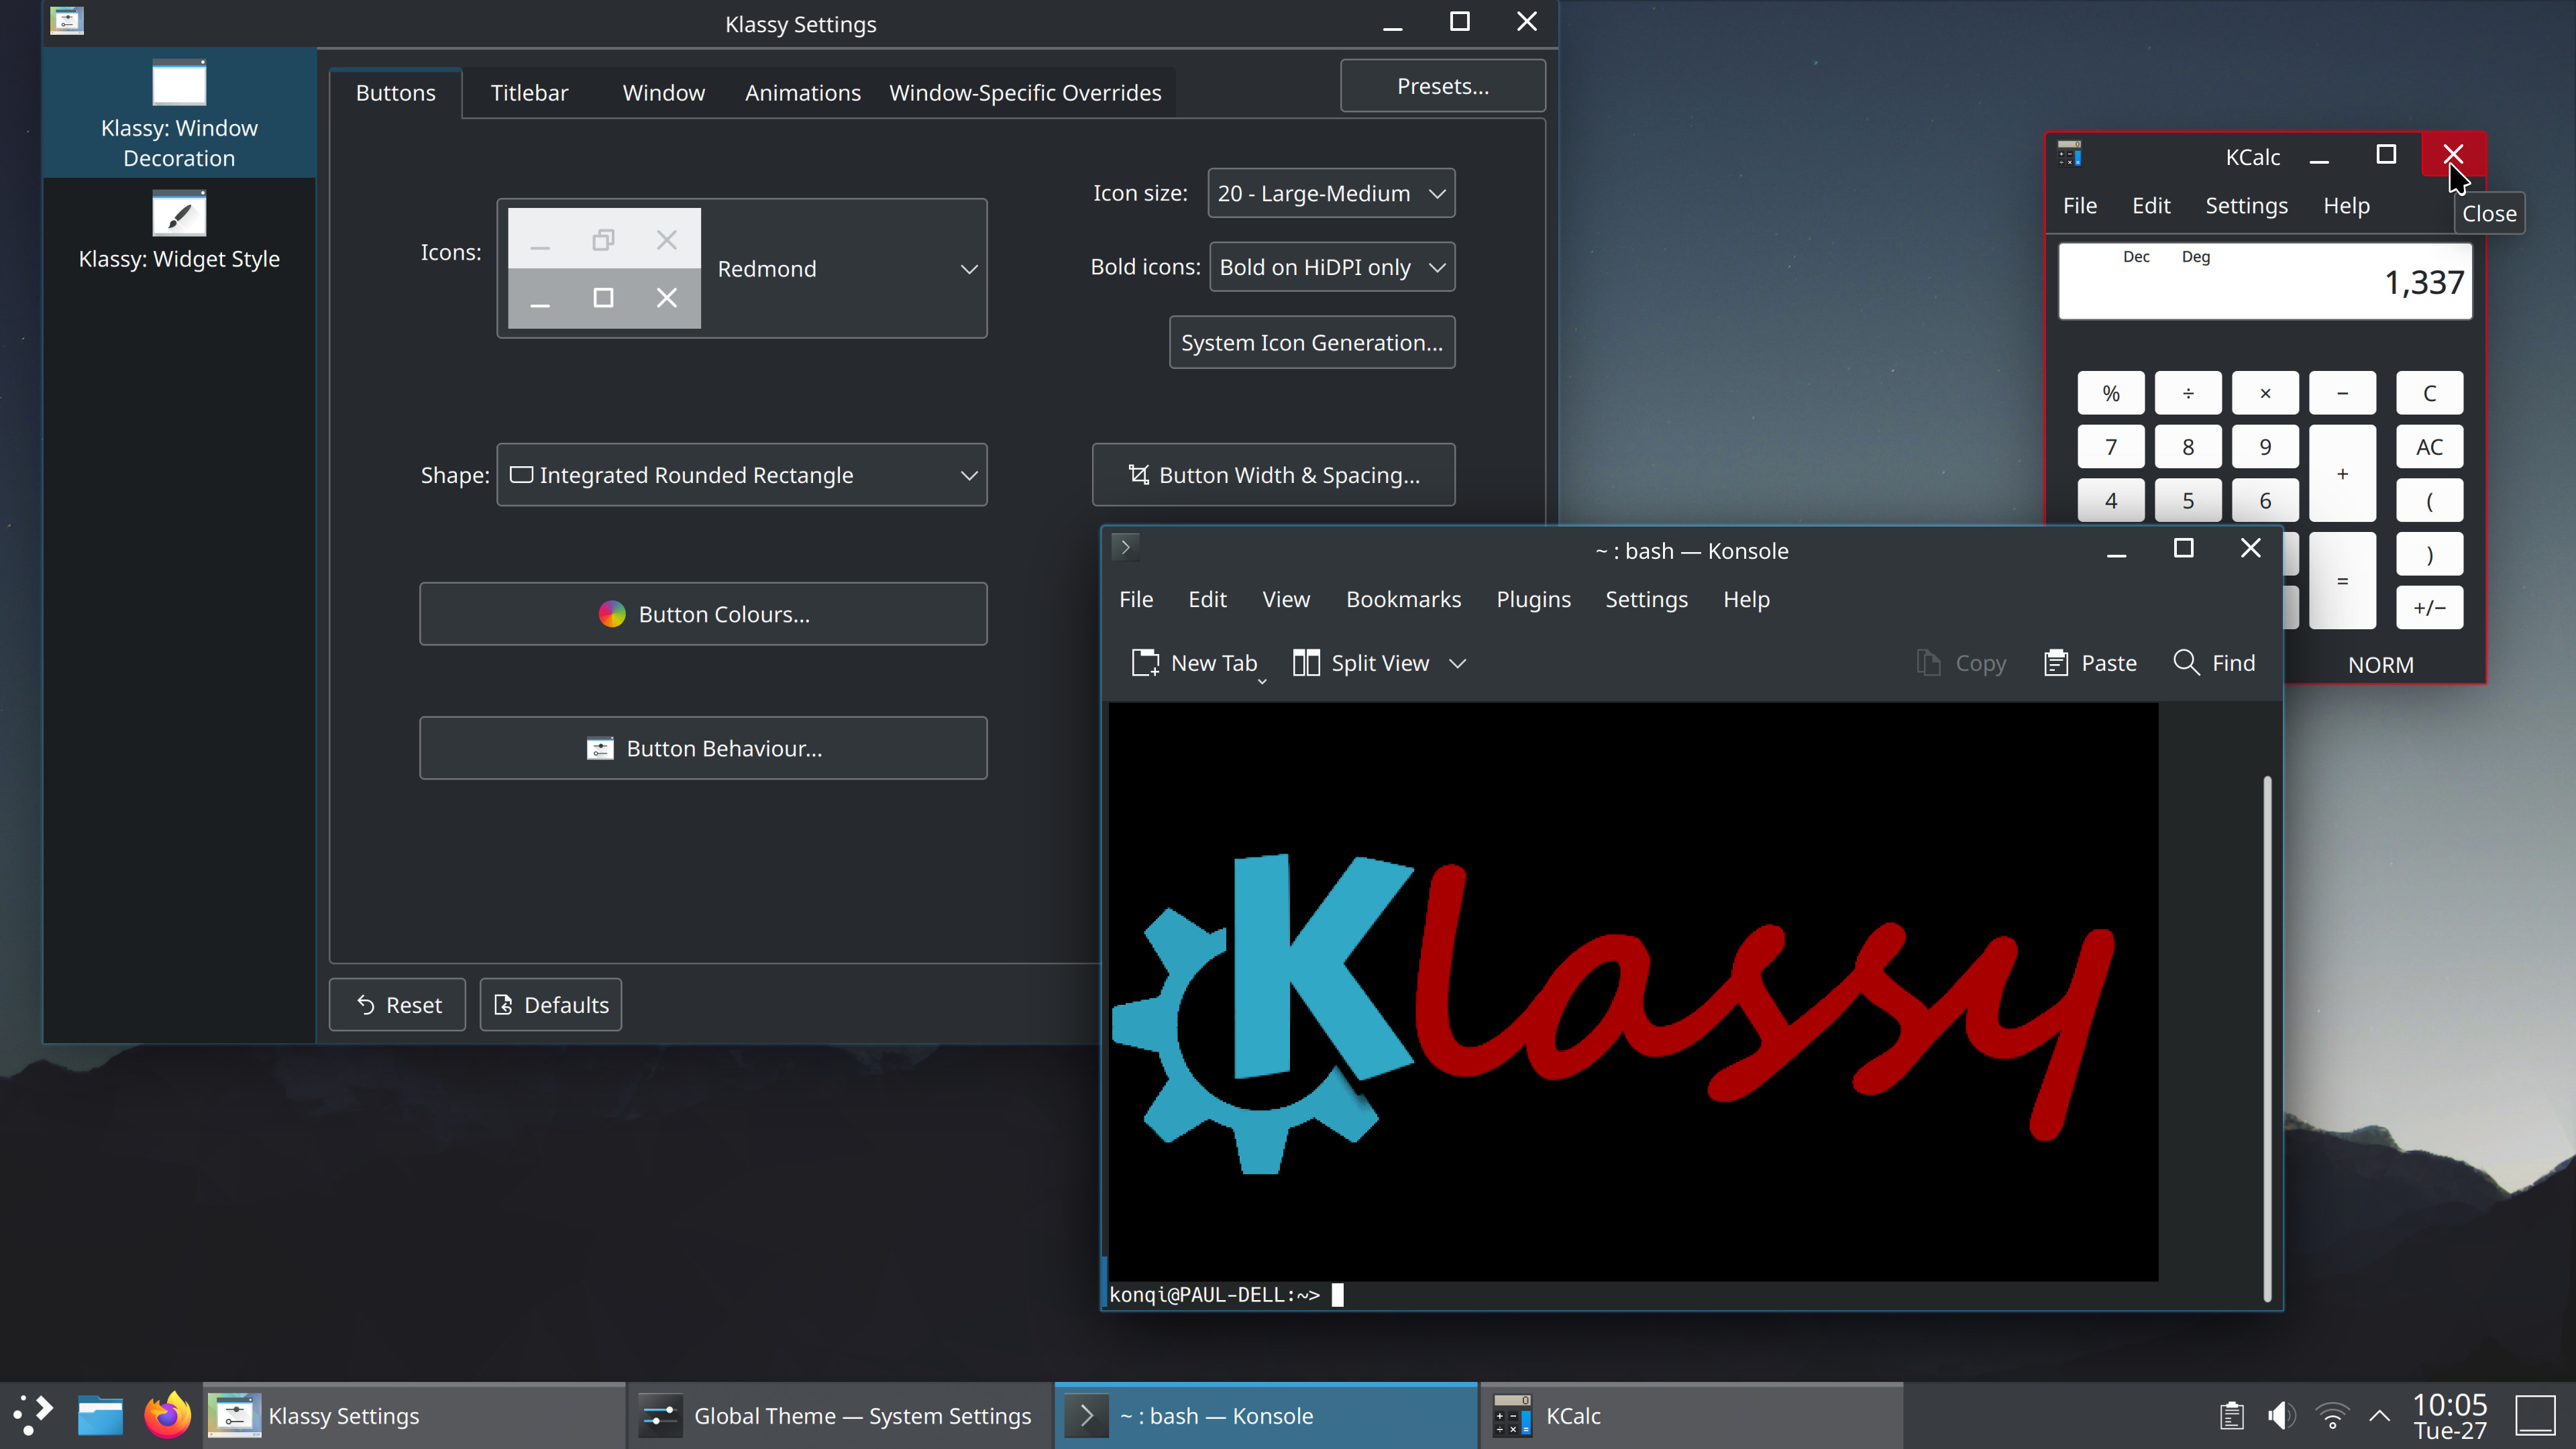 Klassy Settings
Klassy: Window
Decoration
Klassy: Widget Style
Buttons
Titlebar
Window
Animations
Window-Specific Overrides
Presets...
Icons:
Redmond
Icon size:
20 - Large-Medium
Bold icons:
Bold on HiDPI only
System Icon Generation...
Shape:
Integrated Rounded Rectangle
Button Width & Spacing...
Button Colours...
Button Behaviour...
Reset
Defaults
KCalc
File
Edit
Settings
Help
Close
Dec
Deg
1,337
% ÷ × − C
7 8 9 + AC
4 5 6 (
= )
+/−
NORM
~ : bash — Konsole
File
Edit
View
Bookmarks
Plugins
Settings
Help
New Tab
Split View
Copy
Paste
Find
Klassy
konqi@PAUL-DELL:~>
Klassy Settings
Global Theme — System Settings
~ : bash — Konsole
KCalc
10:05
Tue-27